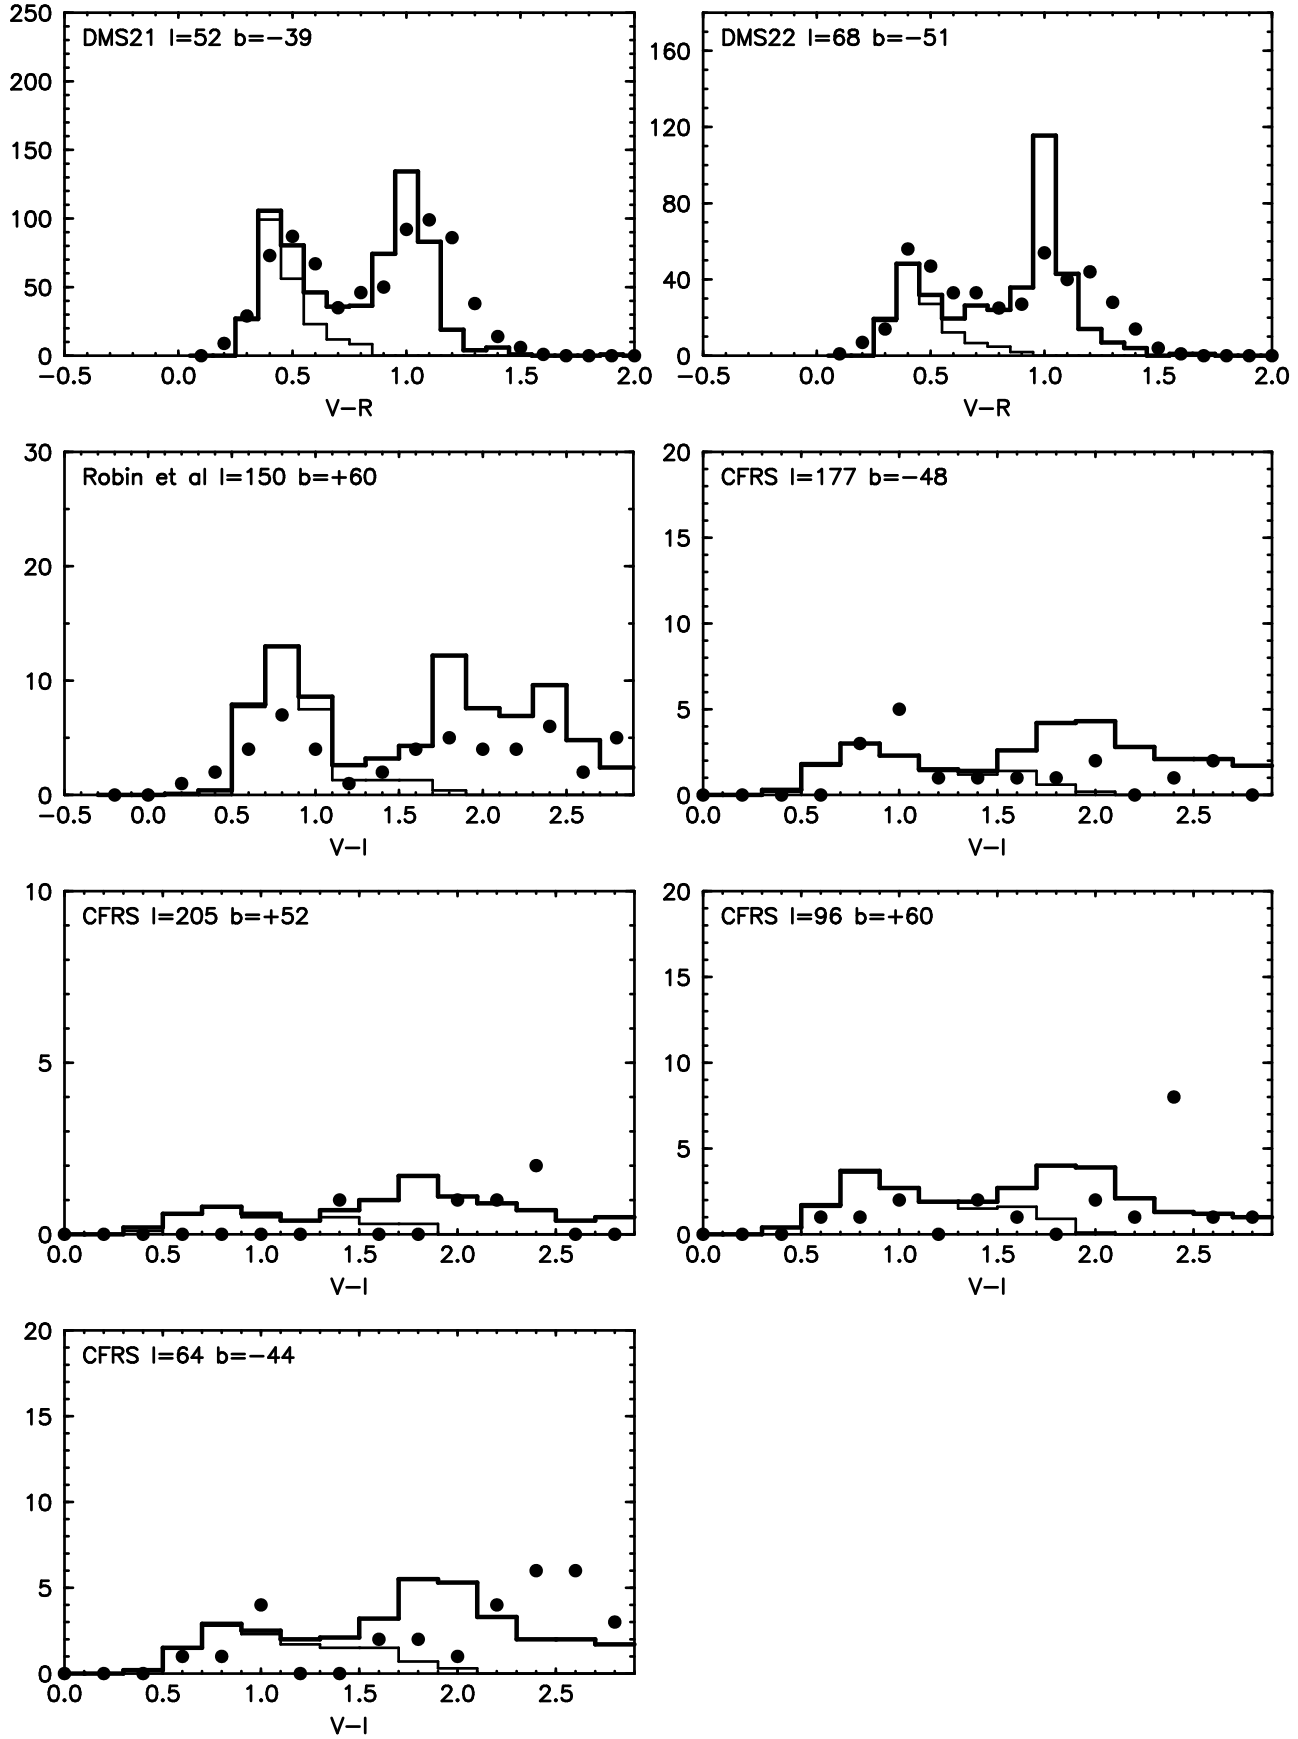 250
200
150
100
50
0
DMS21 l=52 b=−39
−0.5 0.0 0.5 1.0 1.5 2.0
V−R
160
120
80
40
0
DMS22 l=68 b=−51
−0.5 0.0 0.5 1.0 1.5 2.0
V−R
30
20
10
0
Robin et al l=150 b=+60
−0.5 0.0 0.5 1.0 1.5 2.0 2.5
V−I
20
15
10
5
0
CFRS l=177 b=−48
0.0 0.5 1.0 1.5 2.0 2.5
V−I
10
5
0
CFRS l=205 b=+52
0.0 0.5 1.0 1.5 2.0 2.5
V−I
20
15
10
5
0
CFRS l=96 b=+60
0.0 0.5 1.0 1.5 2.0 2.5
V−I
20
15
10
5
0
CFRS l=64 b=−44
0.0 0.5 1.0 1.5 2.0 2.5
V−I